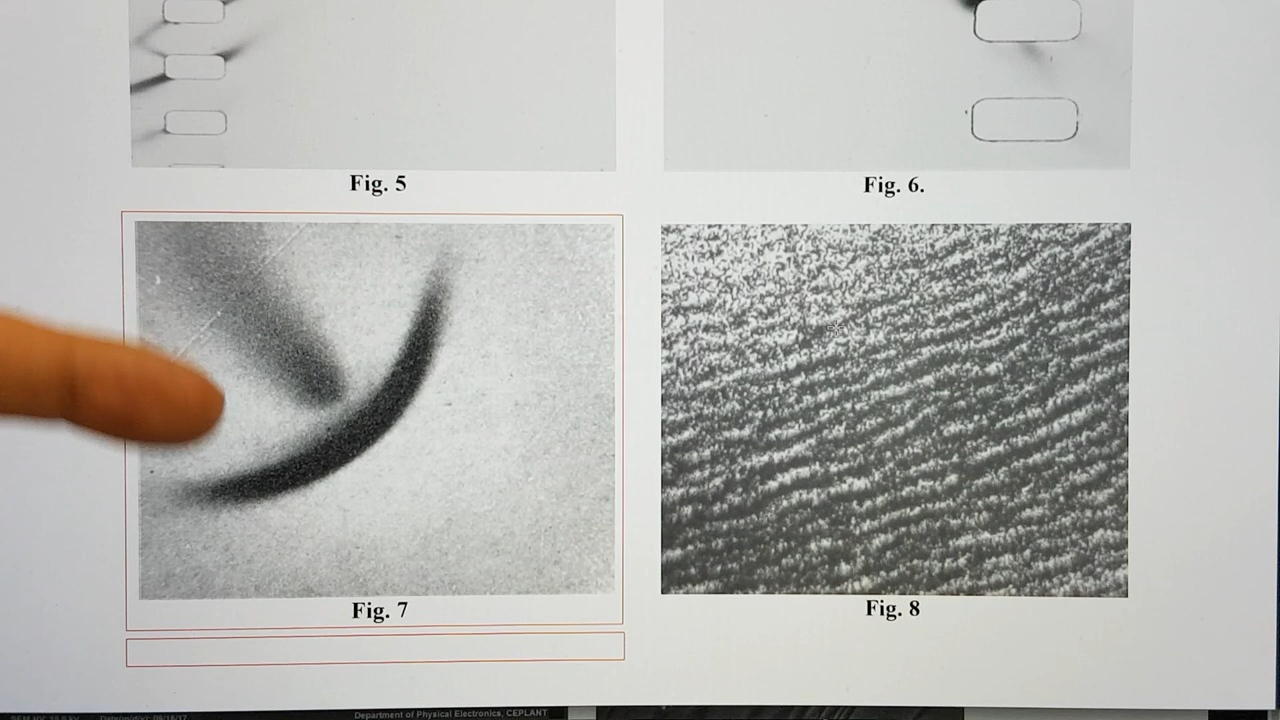 Fig. 5
Fig. 6.
Fig. 7
Fig. 8
Department of Physical Electronics, CEPLANT